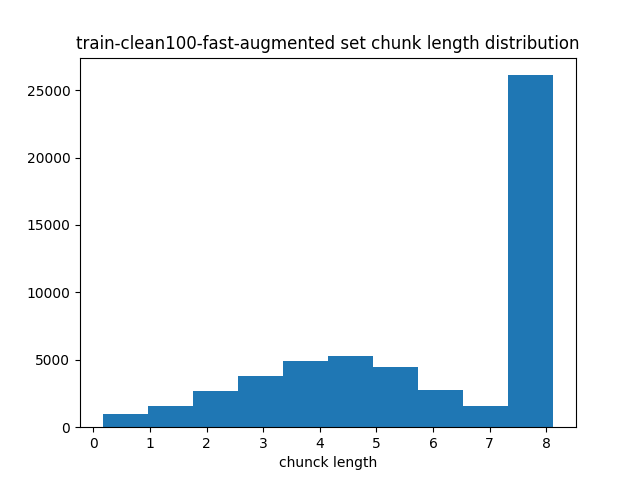 train-clean100-fast-augmented set chunk length distribution
25000
20000
15000
10000
5000
0
0 1 2 3 4 5 6 7 8
chunck length